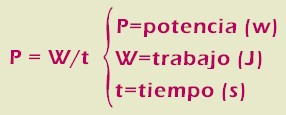 P=potencia (w)
P = W/t
W=trabajo (J)
t=tiempo (s)